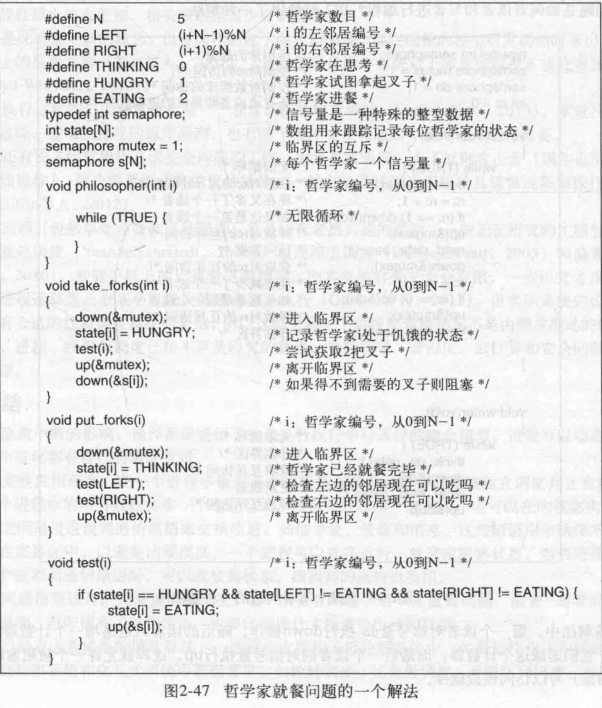 #define N 5 /* 哲学家数目 */
#define LEFT (i+N−1)%N /* i 的左邻居编号 */
#define RIGHT (i+1)%N /* i 的右邻居编号 */
#define THINKING 0 /* 哲学家在思考 */
#define HUNGRY 1 /* 哲学家试图拿起叉子 */
#define EATING 2 /* 哲学家进餐 */
typedef int semaphore; /* 信号量是一种特殊的整型数据 */
int state[N]; /* 数组用来跟踪记录每位哲学家的状态 */
semaphore mutex = 1; /* 临界区的互斥 */
semaphore s[N]; /* 每个哲学家一个信号量 */
void philosopher(int i) /* i：哲学家编号，从0到N−1 */
{
while (TRUE) { /* 无限循环 */
}
}
void take_forks(int i) /* i：哲学家编号，从0到N−1 */
{
down(&mutex); /* 进入临界区 */
state[i] = HUNGRY; /* 记录哲学家i处于饥饿的状态 */
test(i); /* 尝试获取2把叉子 */
up(&mutex); /* 离开临界区 */
down(&s[i]); /* 如果得不到需要的叉子则阻塞 */
}
void put_forks(i) /* i：哲学家编号，从0到N−1 */
{
down(&mutex); /* 进入临界区 */
state[i] = THINKING; /* 哲学家已经就餐完毕 */
test(LEFT); /* 检查左边的邻居现在可以吃吗 */
test(RIGHT); /* 检查右边的邻居现在可以吃吗 */
up(&mutex); /* 离开临界区 */
}
void test(i) /* i：哲学家编号，从0到N−1 */
{
if (state[i] == HUNGRY && state[LEFT] != EATING && state[RIGHT] != EATING) {
state[i] = EATING;
up(&s[i]);
}
}
图2-47 哲学家就餐问题的一个解法